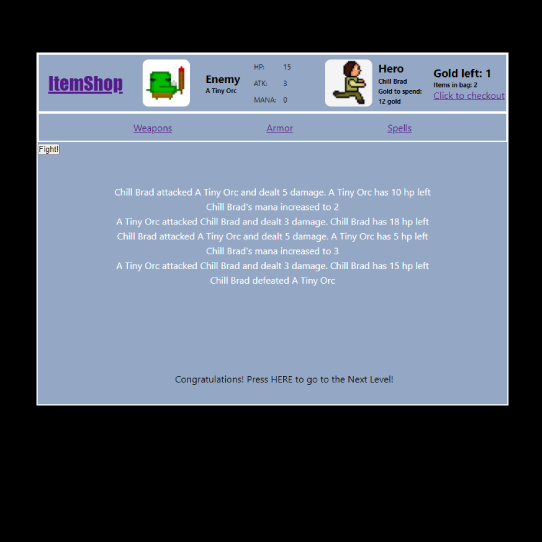 ItemShop
Enemy
A Tiny Orc
HP: 15
ATK: 3
MANA: 0
Hero
Chill Brad
Gold to spend:
12 gold
Gold left: 1
Items in bag: 2
Click to checkout
Weapons
Armor
Spells
Fight!
Chill Brad attacked A Tiny Orc and dealt 5 damage. A Tiny Orc has 10 hp left
Chill Brad's mana increased to 2
A Tiny Orc attacked Chill Brad and dealt 3 damage. Chill Brad has 18 hp left
Chill Brad attacked A Tiny Orc and dealt 5 damage. A Tiny Orc has 5 hp left
Chill Brad's mana increased to 3
A Tiny Orc attacked Chill Brad and dealt 3 damage. Chill Brad has 15 hp left
Chill Brad defeated A Tiny Orc
Congratulations! Press HERE to go to the Next Level!